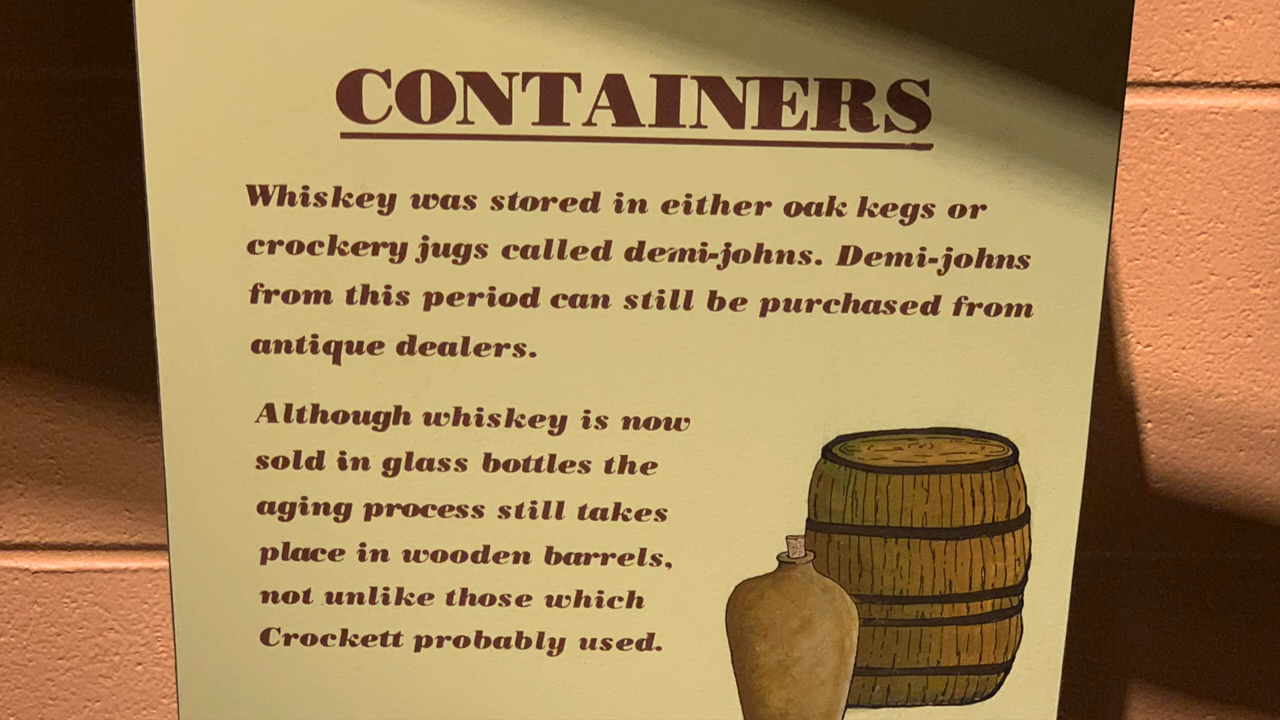 CONTAINERS
Whiskey was stored in either oak kegs or
crockery jugs called demi-johns. Demi-johns
from this period can still be purchased from
antique dealers.
Although whiskey is now
sold in glass bottles the
aging process still takes
place in wooden barrels,
not unlike those which
Crockett probably used.